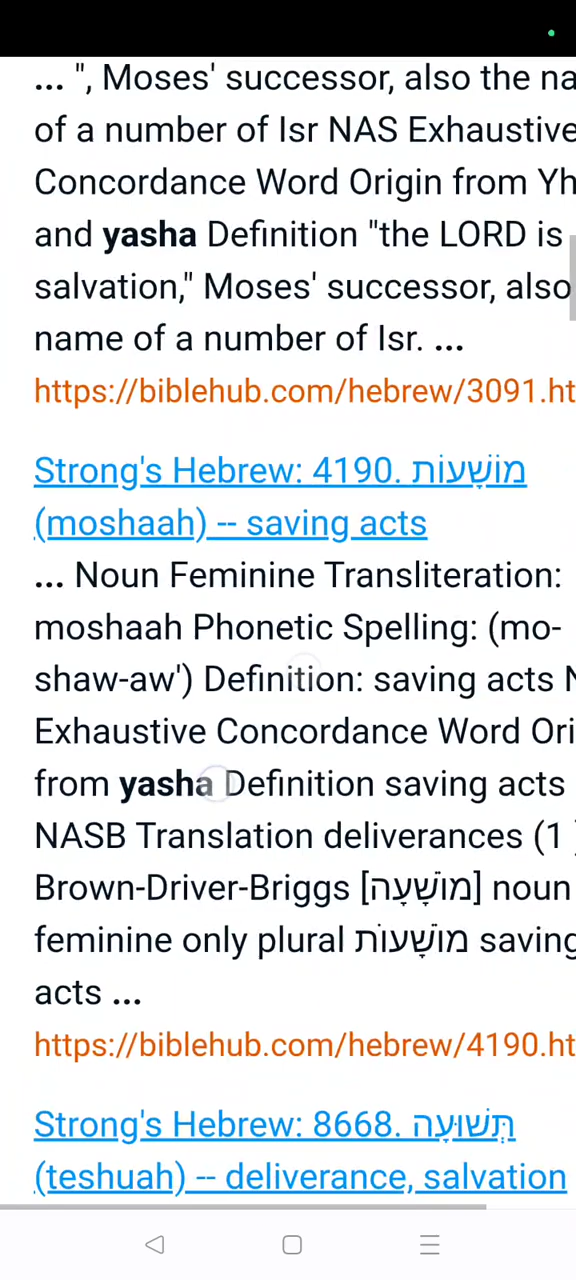 ... ", Moses' successor, also the na
of a number of Isr NAS Exhaustive
Concordance Word Origin from Yh
and yasha Definition "the LORD is
salvation," Moses' successor, also
name of a number of Isr. ...
https://biblehub.com/hebrew/3091.ht
Strong's Hebrew: 4190. מוֹשָׁעוֹת
(moshaah) -- saving acts
... Noun Feminine Transliteration:
moshaah Phonetic Spelling: (mo-
shaw-aw') Definition: saving acts N
Exhaustive Concordance Word Ori
from yasha Definition saving acts
NASB Translation deliverances (1
Brown-Driver-Briggs [מוֹשָׁעָה] noun
feminine only plural מוֹשָׁעוֹת saving
acts ...
https://biblehub.com/hebrew/4190.ht
Strong's Hebrew: 8668. תְּשׁוּעָה
(teshuah) -- deliverance, salvation